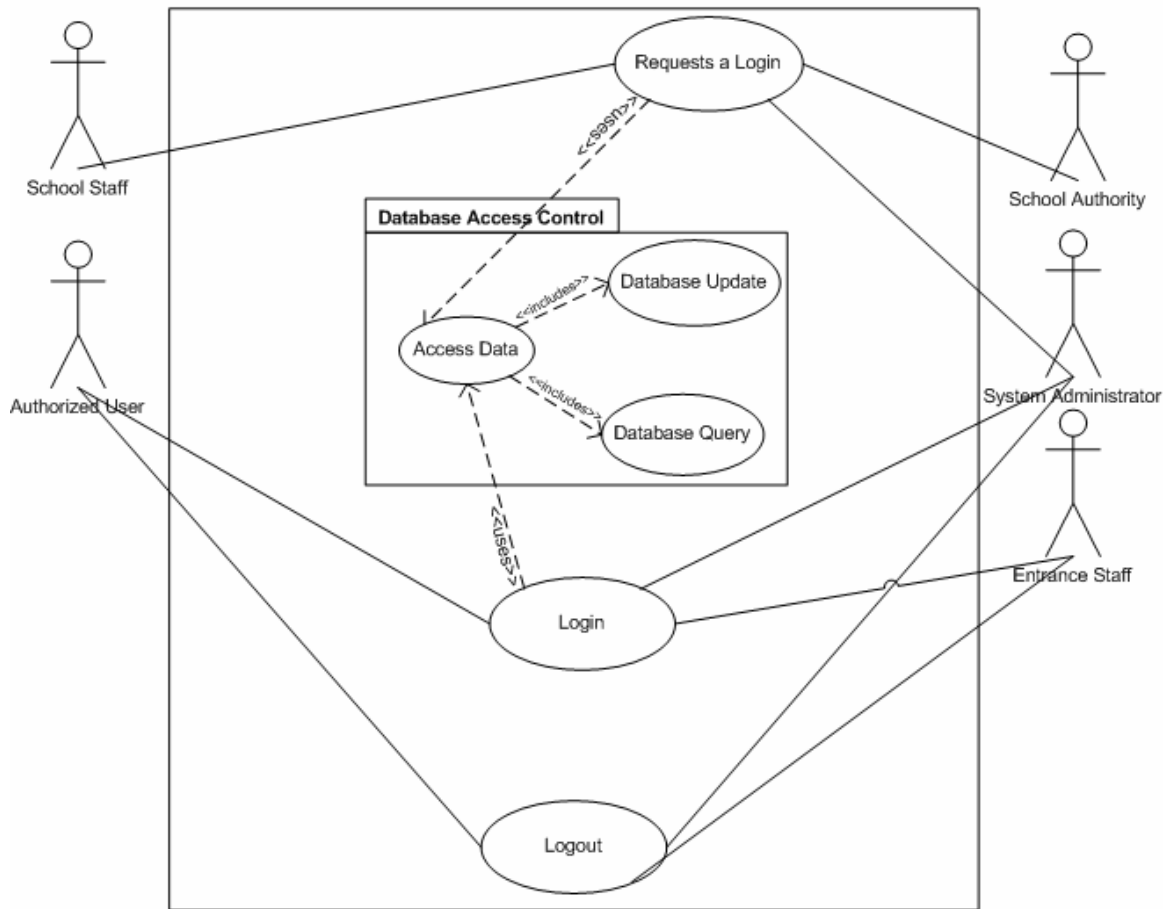 Requests a Login
<<uses>>
School Staff
School Authority
Database Access Control
Database Update
<<includes>>
Access Data
<<includes>>
Database Query
Authorized User
System Administrator
<<uses>>
Entrance Staff
Login
Logout